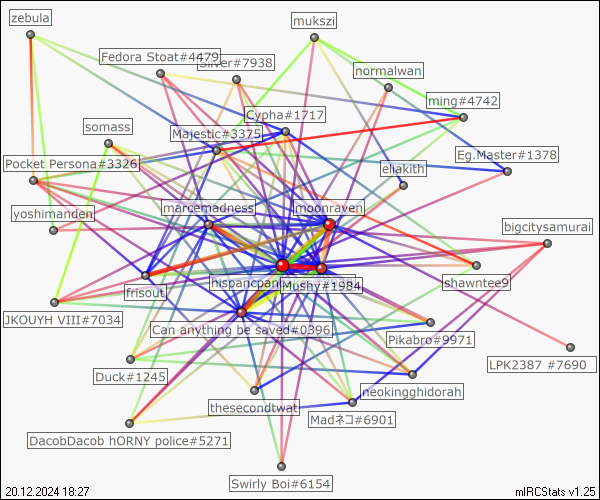 zebula
mukszi
Fedora Stoat#4479
Silver#7938
normalwan
ming#4742
Cypha#1717
somass
Majestic#3375
Eg.Master#1378
Pocket Persona#3326
eliakith
yoshimanden
marcemadness
moonraven
bigcitysamurai
frisout
hispancpani
Mushy#1984
shawntee9
JKOUYH VIII#7034
Can anything be saved#0396
Pikabro#9971
LPK2387 #7690
Duck#1245
neokingghidorah
thesecondtwat
Madネコ#6901
DacobDacob hORNY police#5271
Swirly Boi#6154
20.12.2024 18:27
mIRCStats v1.25